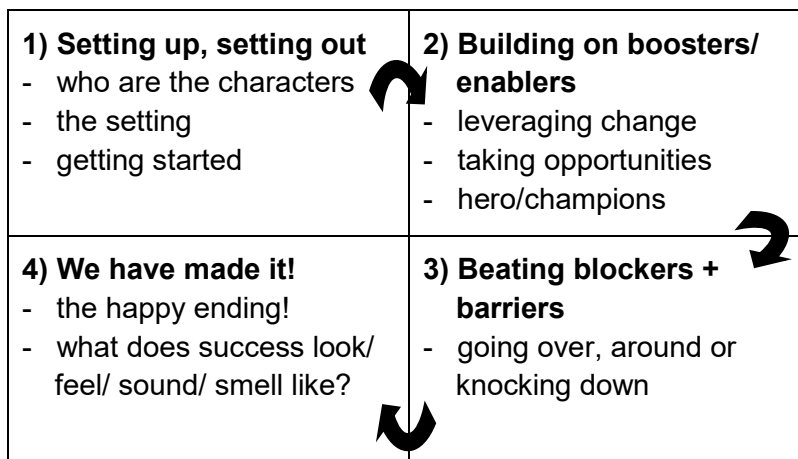 1) Setting up, setting out
- who are the characters
- the setting
- getting started
2) Building on boosters/
enablers
- leveraging change
- taking opportunities
- hero/champions
3) Beating blockers +
barriers
- going over, around or
knocking down
4) We have made it!
- the happy ending!
- what does success look/
feel/ sound/ smell like?